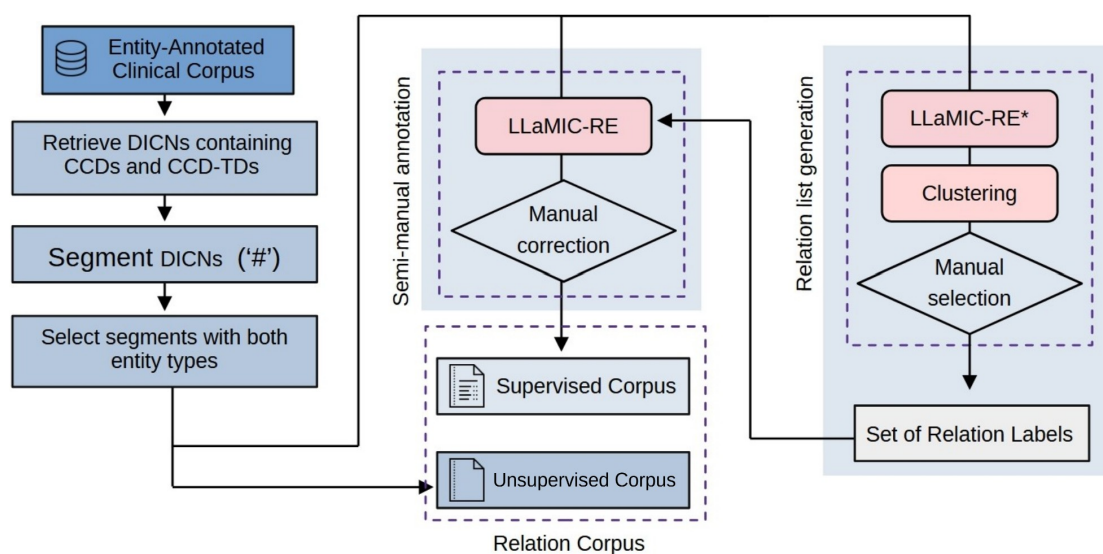 Entity-Annotated
Clinical Corpus
Retrieve DICNs containing
CCDs and CCD-TDs
Segment DICNs ('#')
Select segments with both
entity types
Semi-manual annotation
LLaMIC-RE
Manual
correction
Supervised Corpus
Unsupervised Corpus
Relation Corpus
Relation list generation
LLaMIC-RE*
Clustering
Manual
selection
Set of Relation Labels